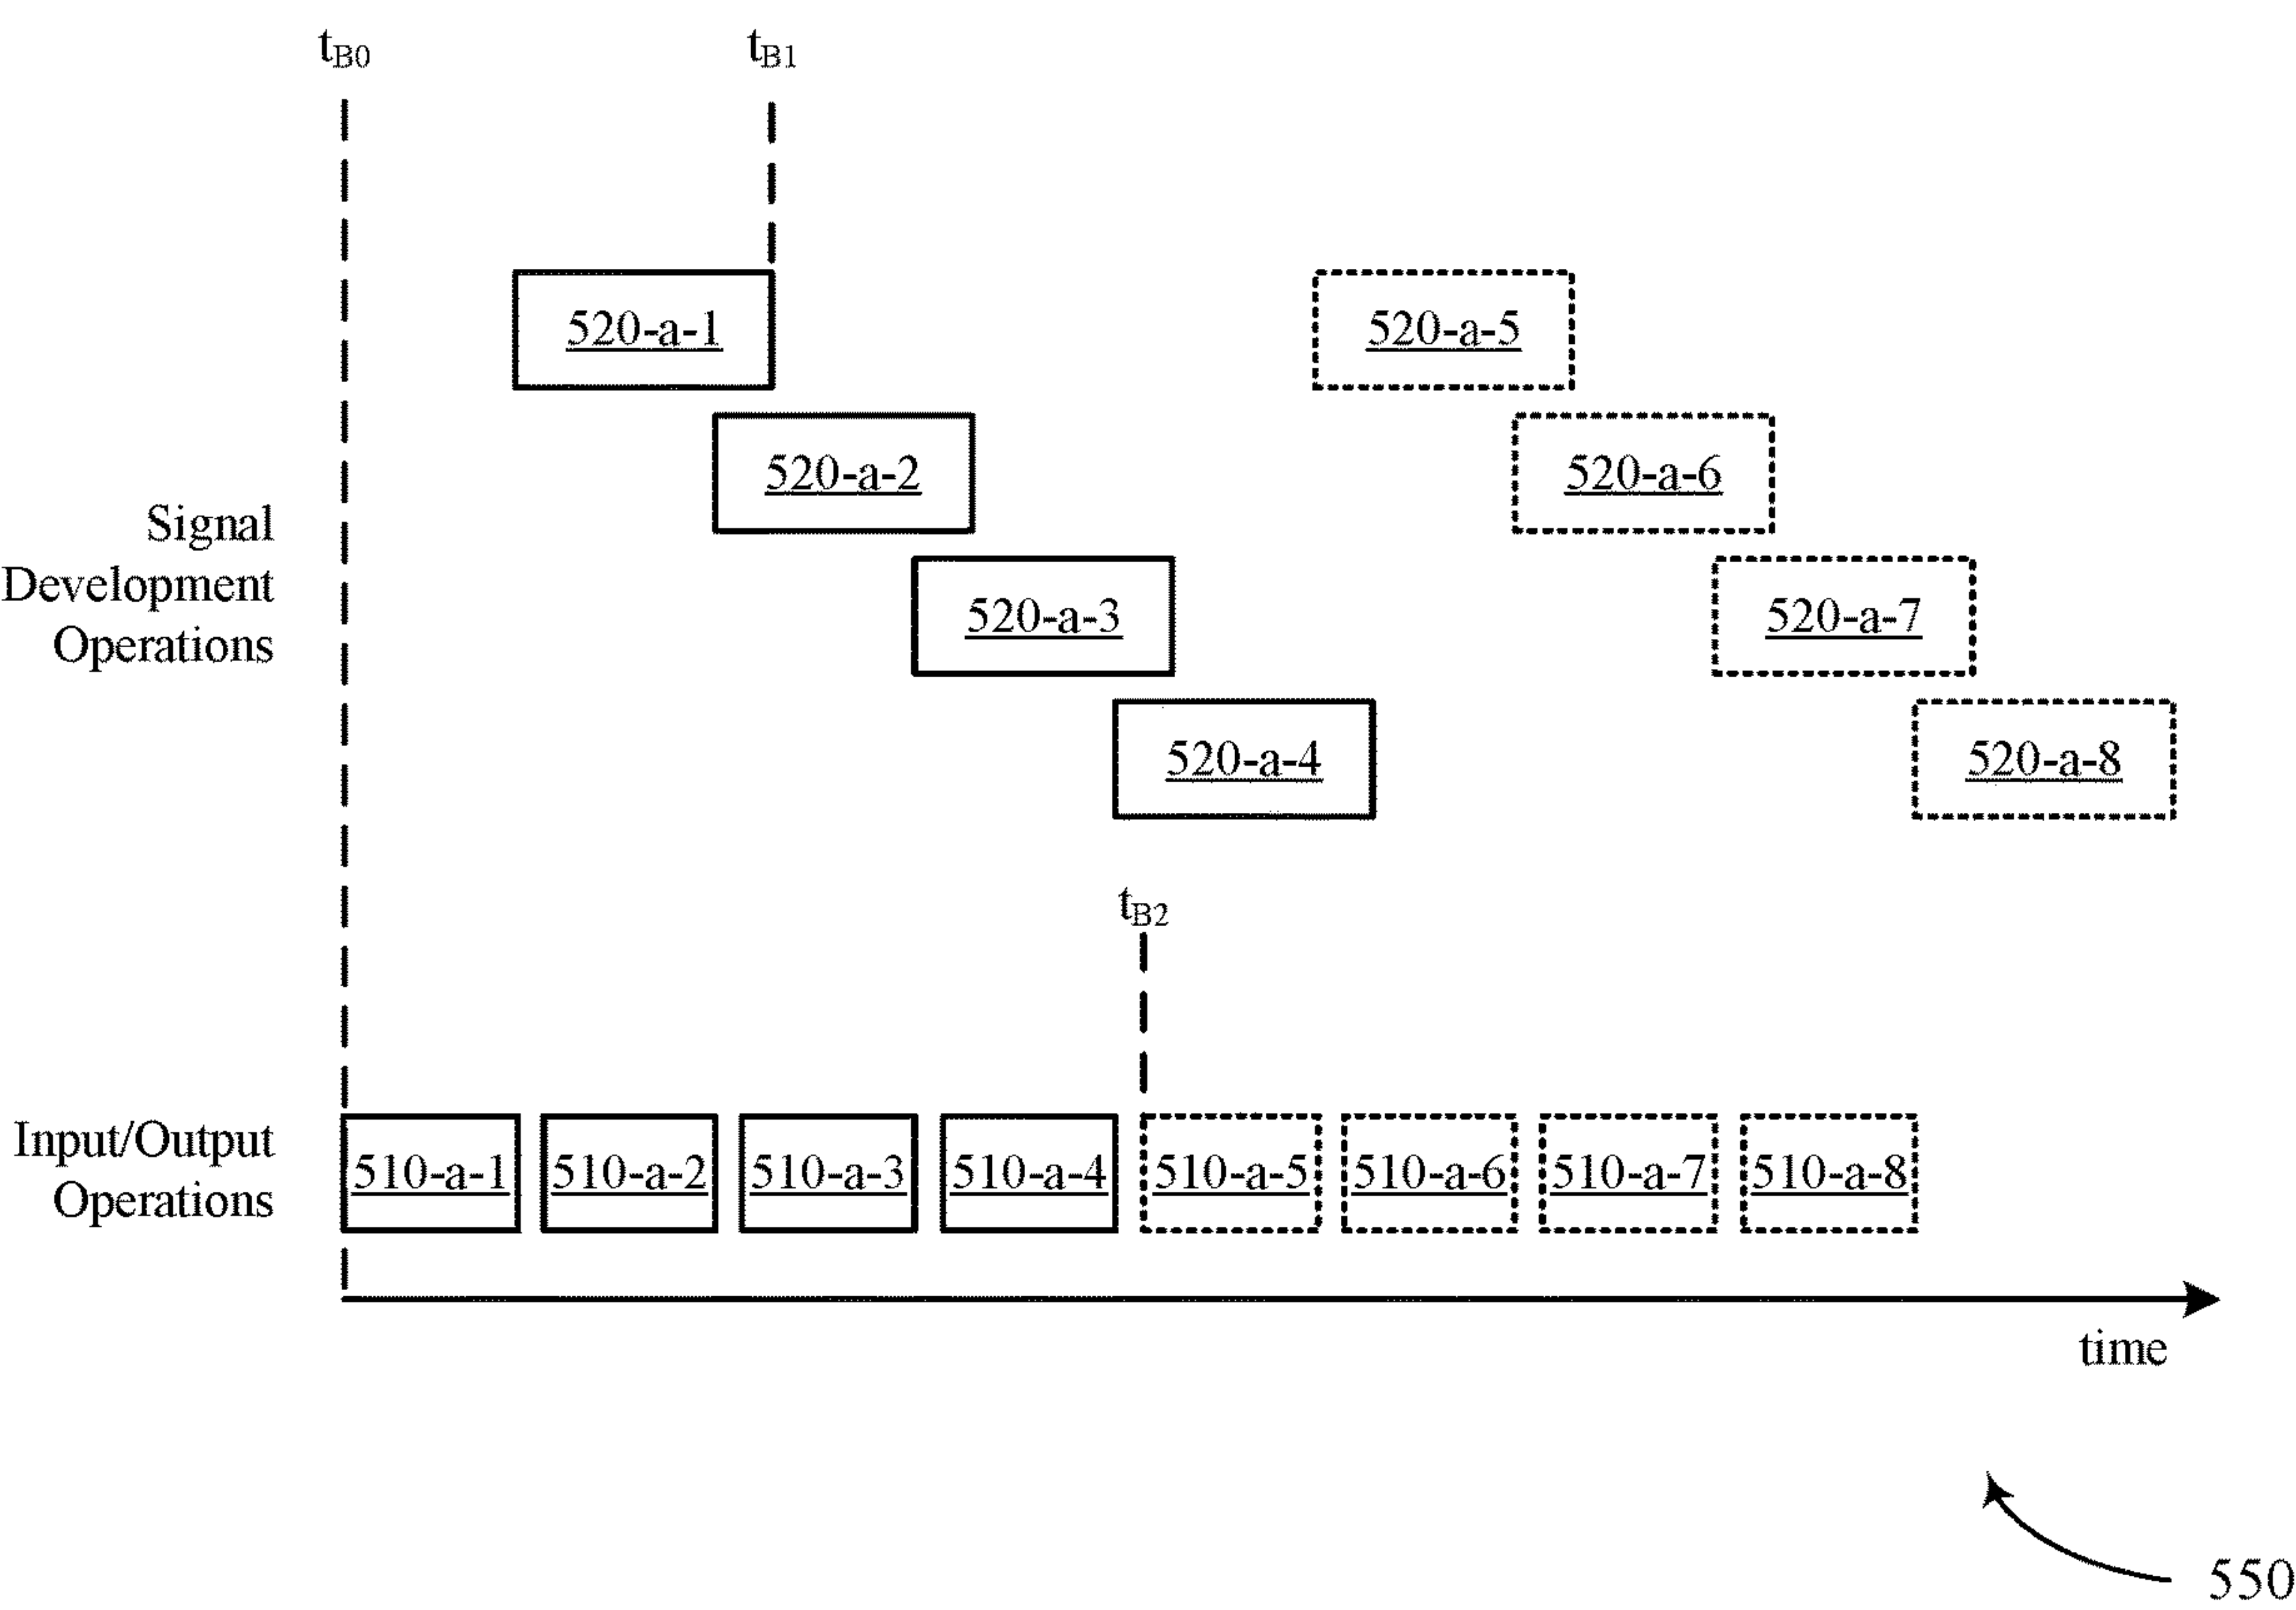 tB0
tB1
520-a-1
520-a-5
520-a-2
520-a-6
Signal
Development
Operations
520-a-3
520-a-7
520-a-4
520-a-8
tB2
Input/Output
Operations
510-a-1
510-a-2
510-a-3
510-a-4
510-a-5
510-a-6
510-a-7
510-a-8
time
550